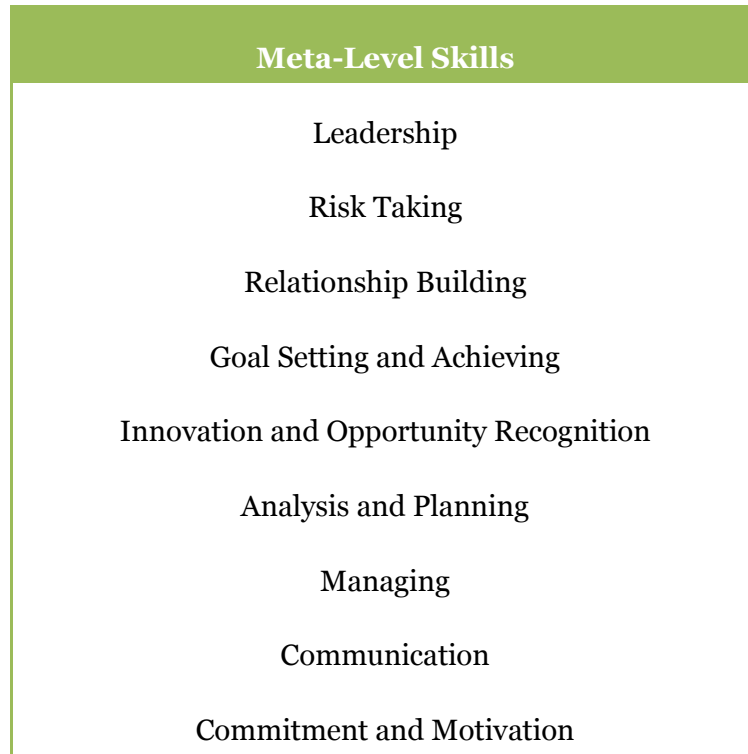 Meta-Level Skills
Leadership
Risk Taking
Relationship Building
Goal Setting and Achieving
Innovation and Opportunity Recognition
Analysis and Planning
Managing
Communication
Commitment and Motivation